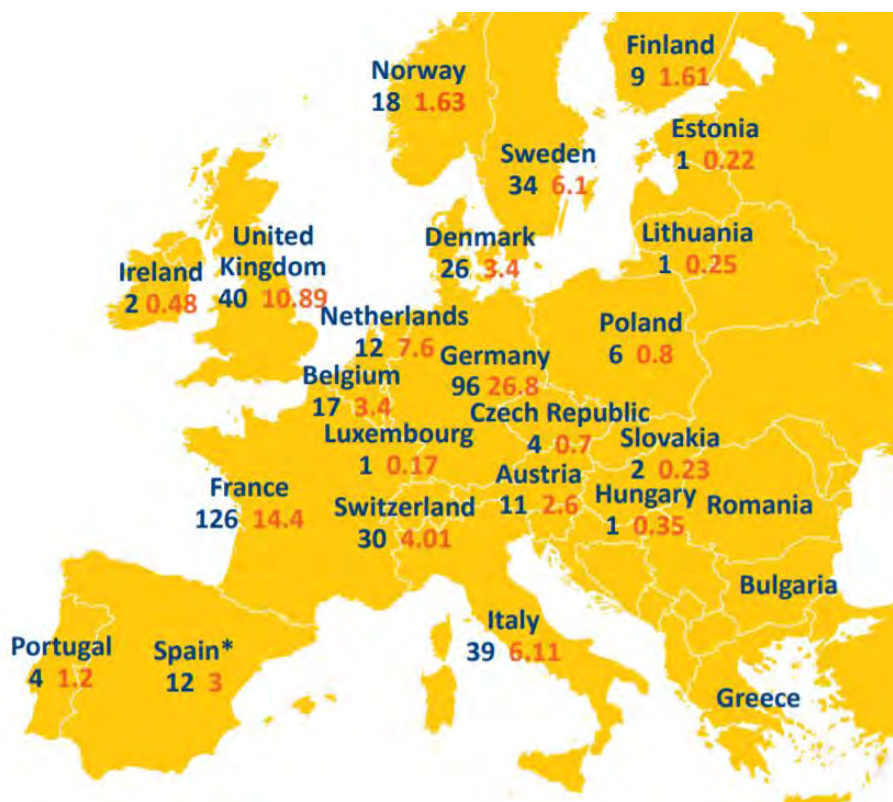 Finland
9 1.61
Norway
18 1.63
Estonia
1 0.22
Sweden
34 6.1
Lithuania
1 0.25
Denmark
26 3.4
United
Kingdom
40 10.89
Ireland
2 0.48
Netherlands
12 7.6
Poland
6 0.8
Germany
96 26.8
Belgium
17 3.4
Czech Republic
4 0.7
Luxembourg
1 0.17
Slovakia
2 0.23
Austria
11 2.6
France
126 14.4
Switzerland
30 4.01
Hungary
1 0.35
Romania
Bulgaria
Italy
39 6.11
Portugal
4 1.2
Spain*
12 3
Greece